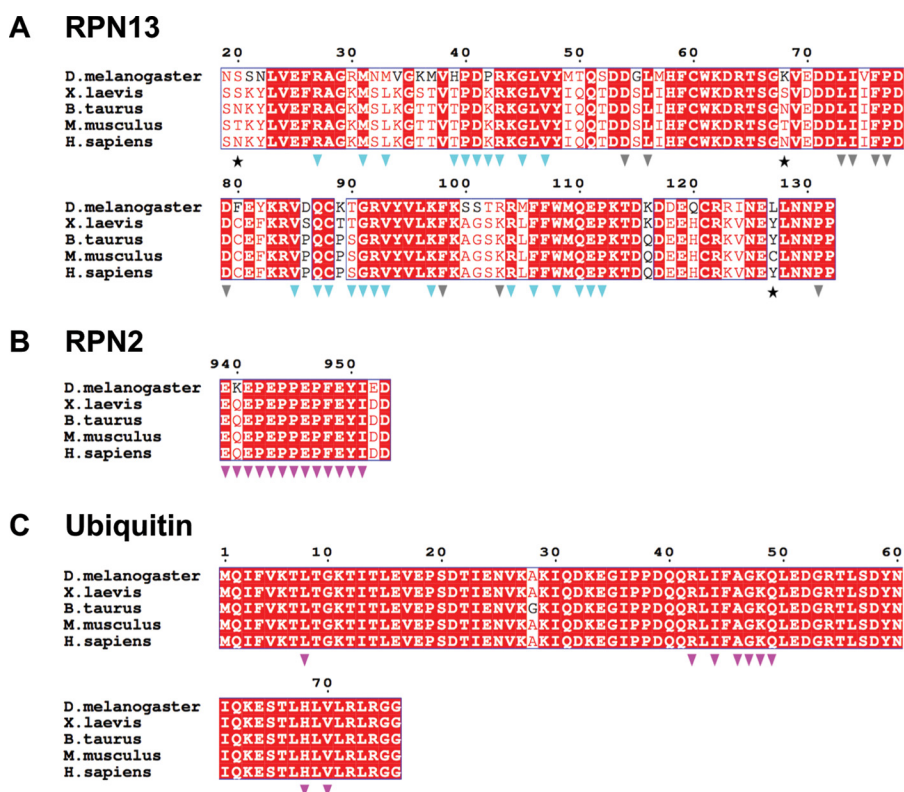 A RPN13
20 30 40 50 60 70
D.melanogaster NSSNLVEFRAGRMNMVGKMVHPDPRKGLVYMTQSDDGLMHFCWKDRTSGKVEDDLIVFPD
X.laevis SSKYLVEFRAGKMSLKGSTVTPDKRKGLVYIQQTDDSLIHFCWKDRTSGSVEDDLIIFPD
B.taurus SNKYLVEFRAGKMSLKGTTVTPDKRKGLVYIQQTDDSLIHFCWKDRTSGNVEDDLIIFPD
M.musculus STKYLVEFRAGKMSLKGTTVTPDKRKGLVYIQQTDDSLIHFCWKDRTSGTVEDDLIIFPD
H.sapiens SNKYLVEFRAGKMSLKGTTVTPDKRKGLVYIQQTDDSLIHFCWKDRTSGNVEDDLIIFPD
80 90 100 110 120 130
D.melanogaster DFEYKRVDQCKTGRVYVLKFKSSTRRMFFWMQEPKTDKDDEQCRRINELLNNPP
X.laevis DCEFKRVSQCTTGRVYVLKFKAGSKRLFFWMQEPKTDQDEEHCRKVNEYLNNPP
B.taurus DCEFKRVPQCPSGRVYVLKFKAGSKRLFFWMQEPKTDQDEEHCRKVNEYLNNPP
M.musculus DCEFKRVPQCPSGRVYVLKFKAGSKRLFFWMQEPKTDQDEEHCRKVNECLNNPP
H.sapiens DCEFKRVPQCPSGRVYVLKFKAGSKRLFFWMQEPKTDQDEEHCRKVNEYLNNPP
B RPN2
940 950
D.melanogaster EKEPEPPEPFEYIED
X.laevis EQEPEPPEPFEYIDD
B.taurus EQEPEPPEPFEYIDD
M.musculus EQEPEPPEPFEYIDD
H.sapiens EQEPEPPEPFEYIDD
C Ubiquitin
1 10 20 30 40 50 60
D.melanogaster MQIFVKTLTGKTITLEVEPSDTIENVKAKIQDKEGIPPDQQRLIFAGKQLEDGRTLSDYN
X.laevis MQIFVKTLTGKTITLEVEPSDTIENVKAKIQDKEGIPPDQQRLIFAGKQLEDGRTLSDYN
B.taurus MQIFVKTLTGKTITLEVEPSDTIENVKGKIQDKEGIPPDQQRLIFAGKQLEDGRTLSDYN
M.musculus MQIFVKTLTGKTITLEVEPSDTIENVKAKIQDKEGIPPDQQRLIFAGKQLEDGRTLSDYN
H.sapiens MQIFVKTLTGKTITLEVEPSDTIENVKAKIQDKEGIPPDQQRLIFAGKQLEDGRTLSDYN
70
D.melanogaster IQKESTLHLVLRLRGG
X.laevis IQKESTLHLVLRLRGG
B.taurus IQKESTLHLVLRLRGG
M.musculus IQKESTLHLVLRLRGG
H.sapiens IQKESTLHLVLRLRGG